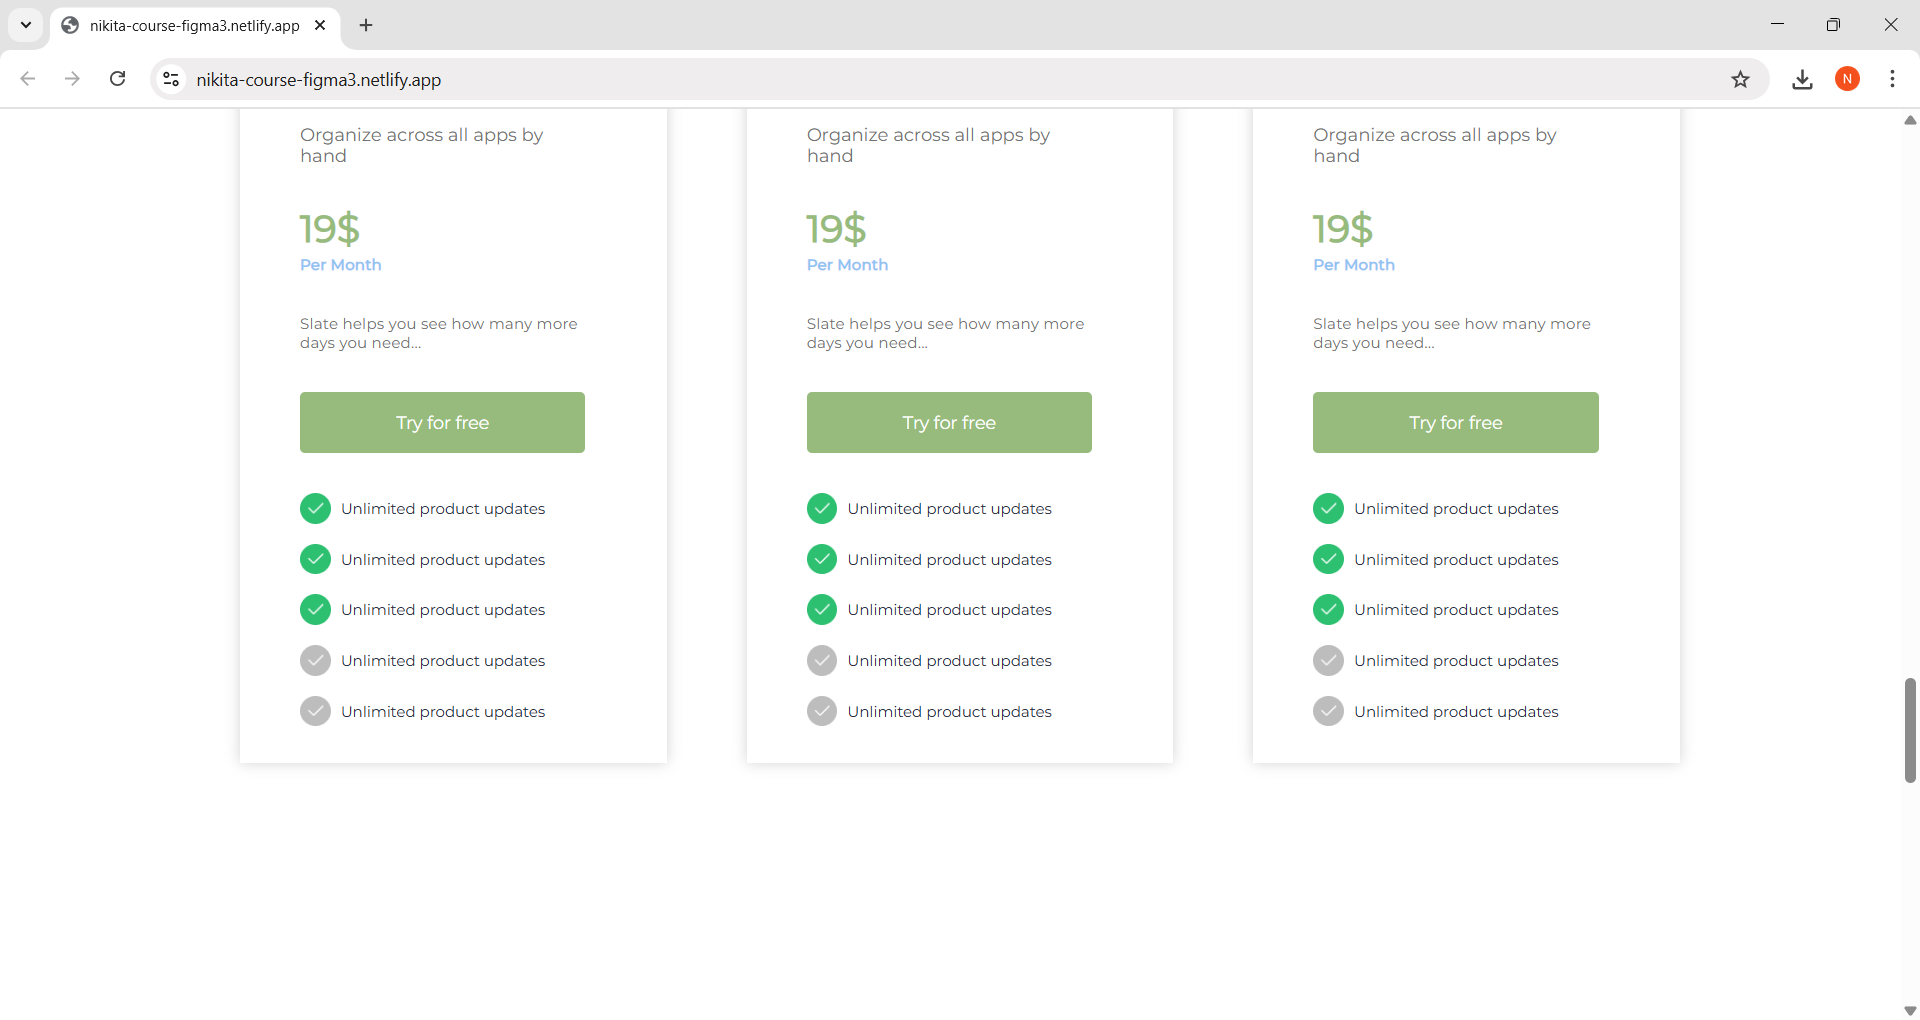 nikita-course-figma3.netlify.app
nikita-course-figma3.netlify.app
N
Organize across all apps by
hand
19$
Per Month
Slate helps you see how many more
days you need...
Try for free
Unlimited product updates
Unlimited product updates
Unlimited product updates
Unlimited product updates
Unlimited product updates
Organize across all apps by
hand
19$
Per Month
Slate helps you see how many more
days you need...
Try for free
Unlimited product updates
Unlimited product updates
Unlimited product updates
Unlimited product updates
Unlimited product updates
Organize across all apps by
hand
19$
Per Month
Slate helps you see how many more
days you need...
Try for free
Unlimited product updates
Unlimited product updates
Unlimited product updates
Unlimited product updates
Unlimited product updates